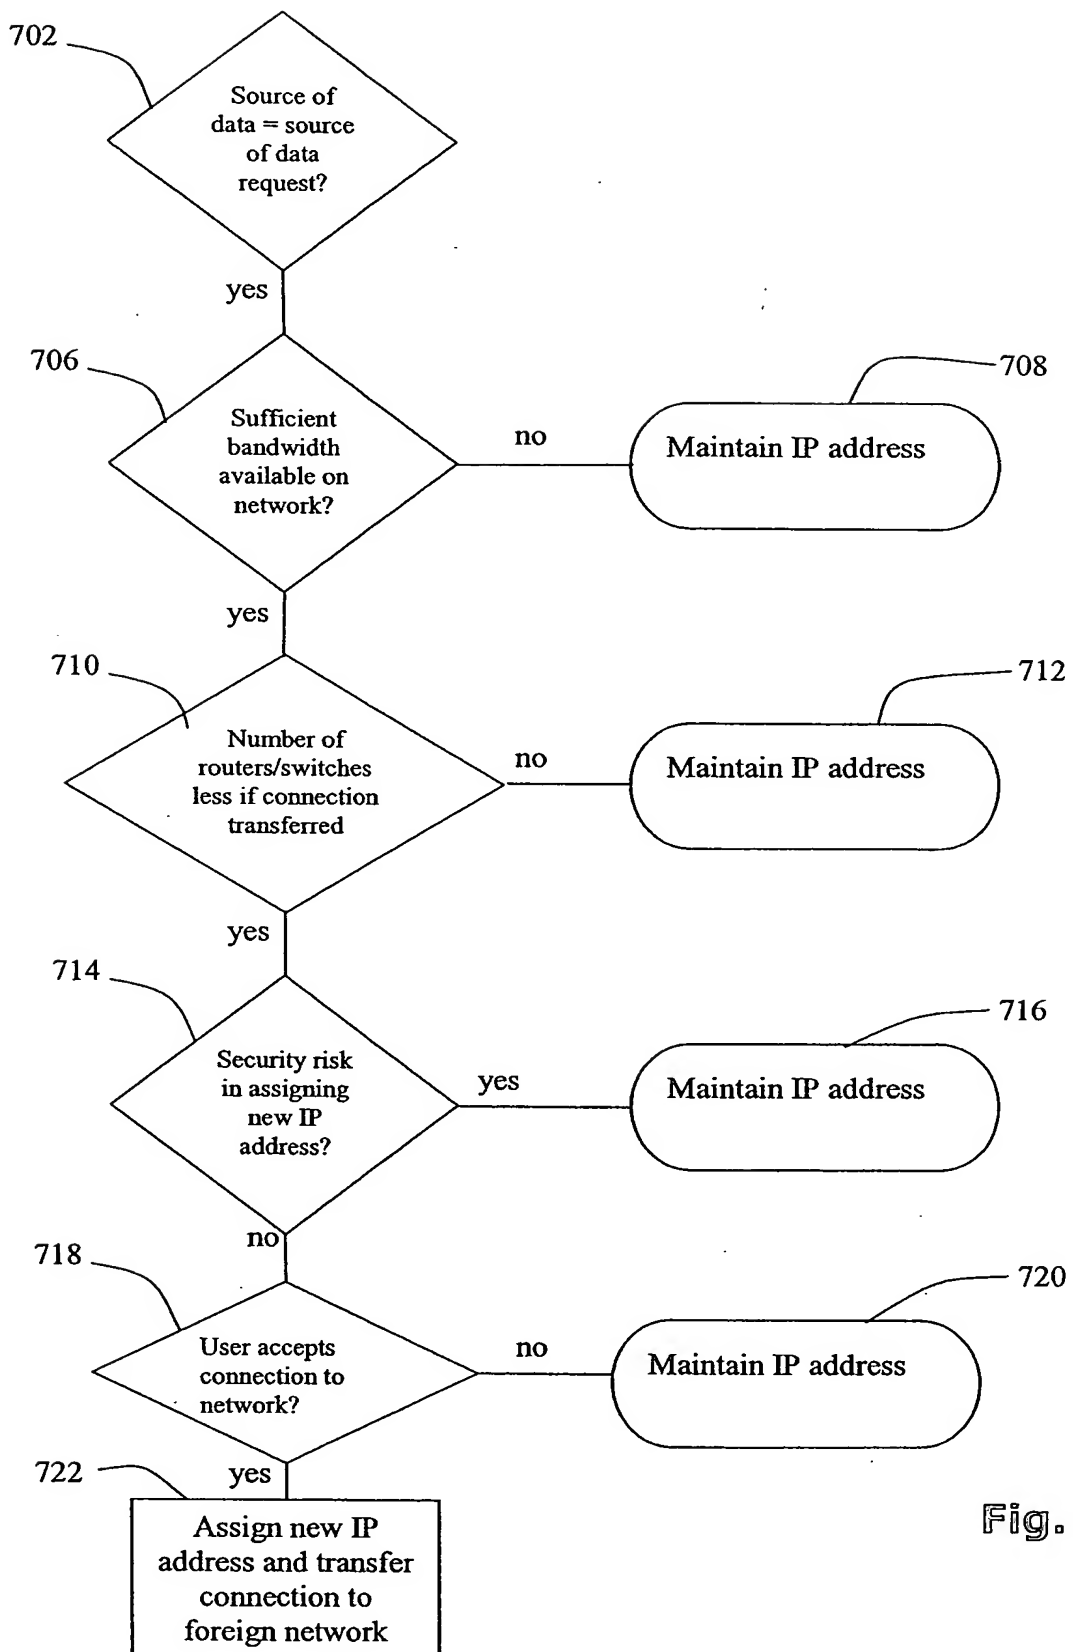 702
Source of
data = source
of data
request?
yes
706
708
Sufficient
bandwidth
available on
network?
no
Maintain IP address
yes
710
712
Number of
routers/switches
less if connection
transferred
no
Maintain IP address
yes
714
716
Security risk
in assigning
new IP
address?
yes
Maintain IP address
no
718
720
User accepts
connection to
network?
no
Maintain IP address
722
yes
Assign new IP
address and transfer
connection to
foreign network
Fig.